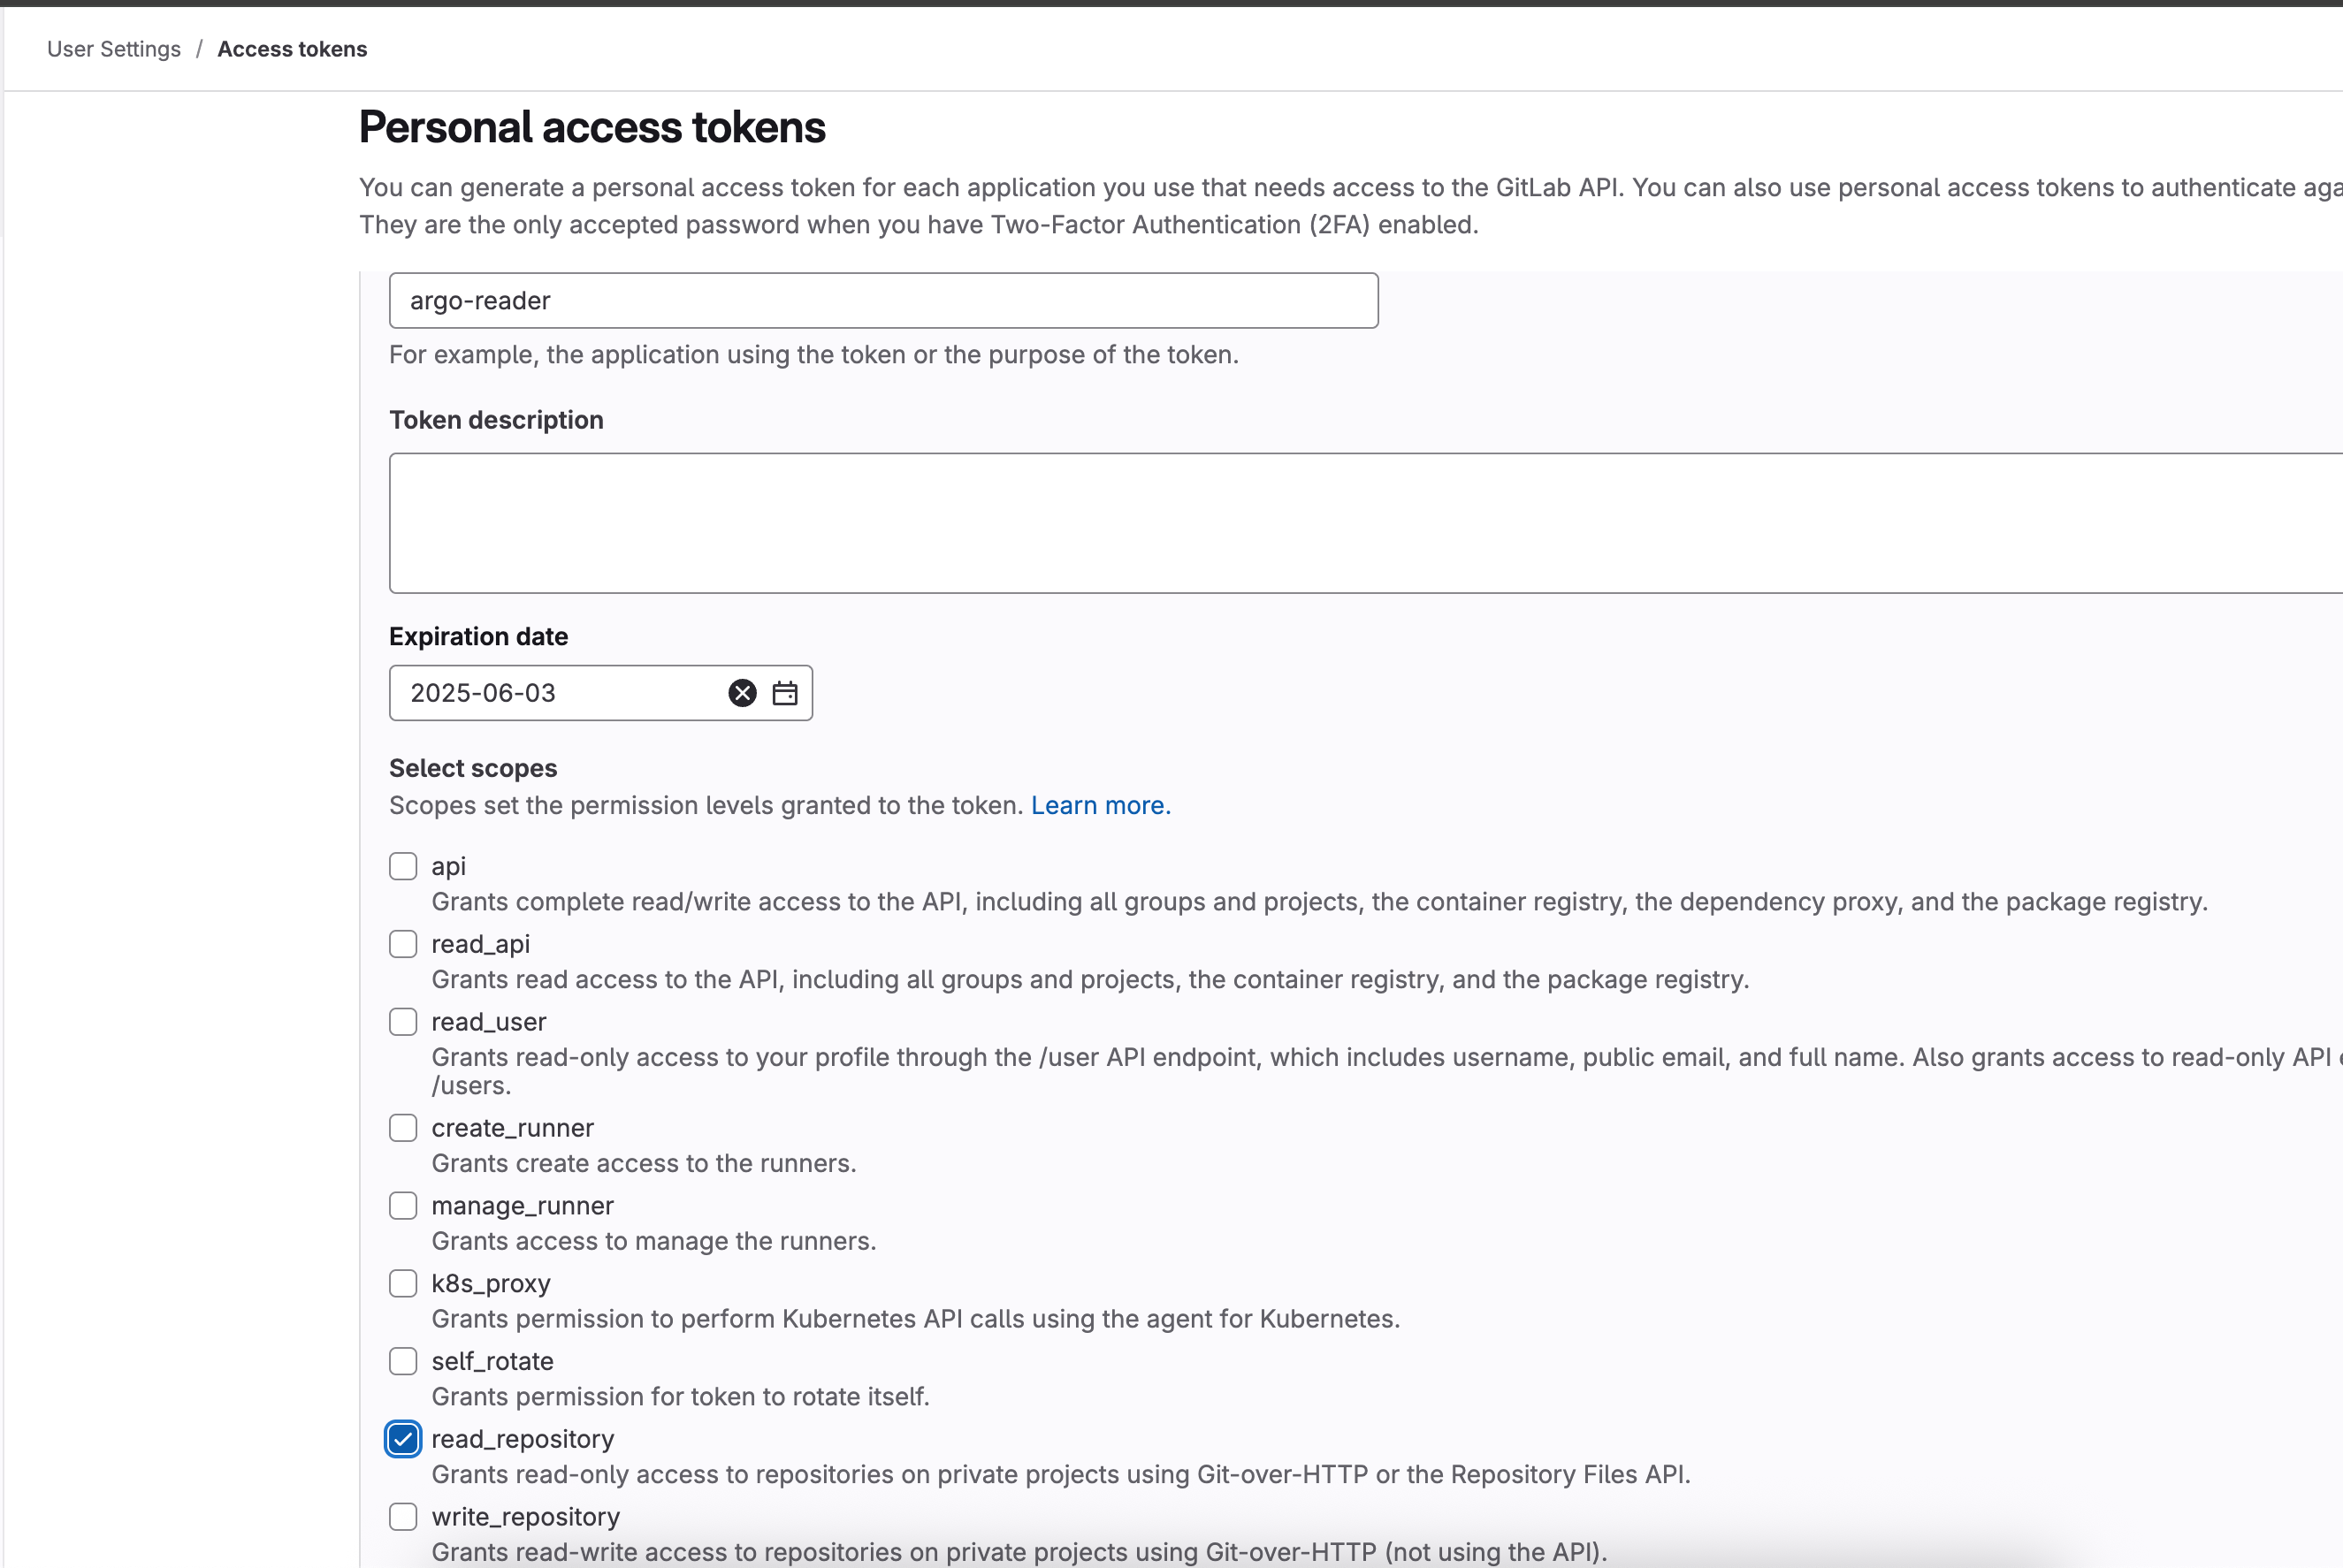 User Settings / Access tokens
Personal access tokens
You can generate a personal access token for each application you use that needs access to the GitLab API. You can also use personal access tokens to authenticate
They are the only accepted password when you have Two-Factor Authentication (2FA) enabled.
argo-reader
For example, the application using the token or the purpose of the token.
Token description
Expiration date
2025-06-03
Select scopes
Scopes set the permission levels granted to the token. Learn more.
api
Grants complete read/write access to the API, including all groups and projects, the container registry, the dependency proxy, and the package registry.
read_api
Grants read access to the API, including all groups and projects, the container registry, and the package registry.
read_user
Grants read-only access to your profile through the /user API endpoint, which includes username, public email, and full name. Also grants access to read-only API
/users.
create_runner
Grants create access to the runners.
manage_runner
Grants access to manage the runners.
k8s_proxy
Grants permission to perform Kubernetes API calls using the agent for Kubernetes.
self_rotate
Grants permission for token to rotate itself.
read_repository
Grants read-only access to repositories on private projects using Git-over-HTTP or the Repository Files API.
write_repository
Grants read-write access to repositories on private projects using Git-over-HTTP (not using the API).